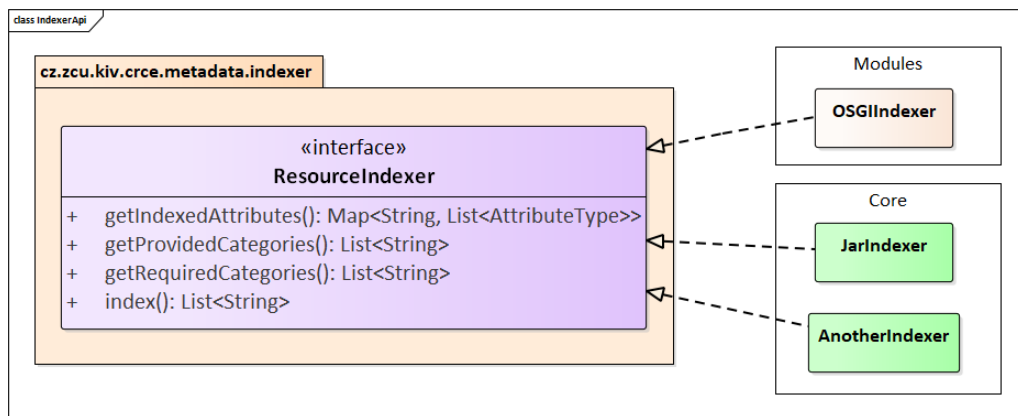 class IndexerApi
cz.zcu.kiv.crce.metadata.indexer
«interface»
ResourceIndexer
+ getIndexedAttributes(): Map<String, List<AttributeType>>
+ getProvidedCategories(): List<String>
+ getRequiredCategories(): List<String>
+ index(): List<String>
Modules
OSGIIndexer
Core
JarIndexer
AnotherIndexer